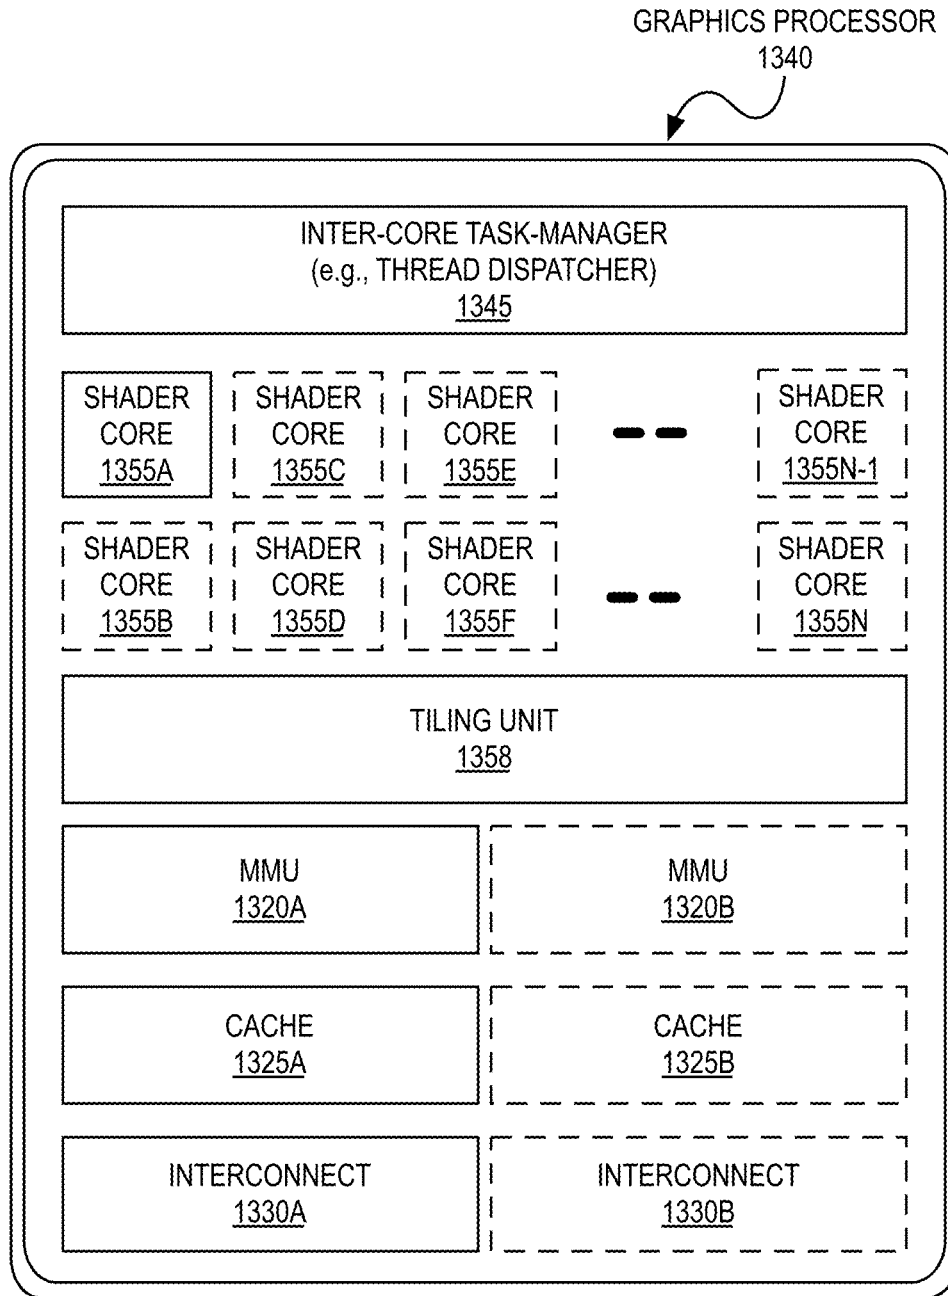 GRAPHICS PROCESSOR
1340
INTER-CORE TASK-MANAGER
(e.g., THREAD DISPATCHER)
1345
SHADER
CORE
1355A
SHADER
CORE
1355C
SHADER
CORE
1355E
SHADER
CORE
1355N-1
SHADER
CORE
1355B
SHADER
CORE
1355D
SHADER
CORE
1355F
SHADER
CORE
1355N
TILING UNIT
1358
MMU
1320A
MMU
1320B
CACHE
1325A
CACHE
1325B
INTERCONNECT
1330A
INTERCONNECT
1330B